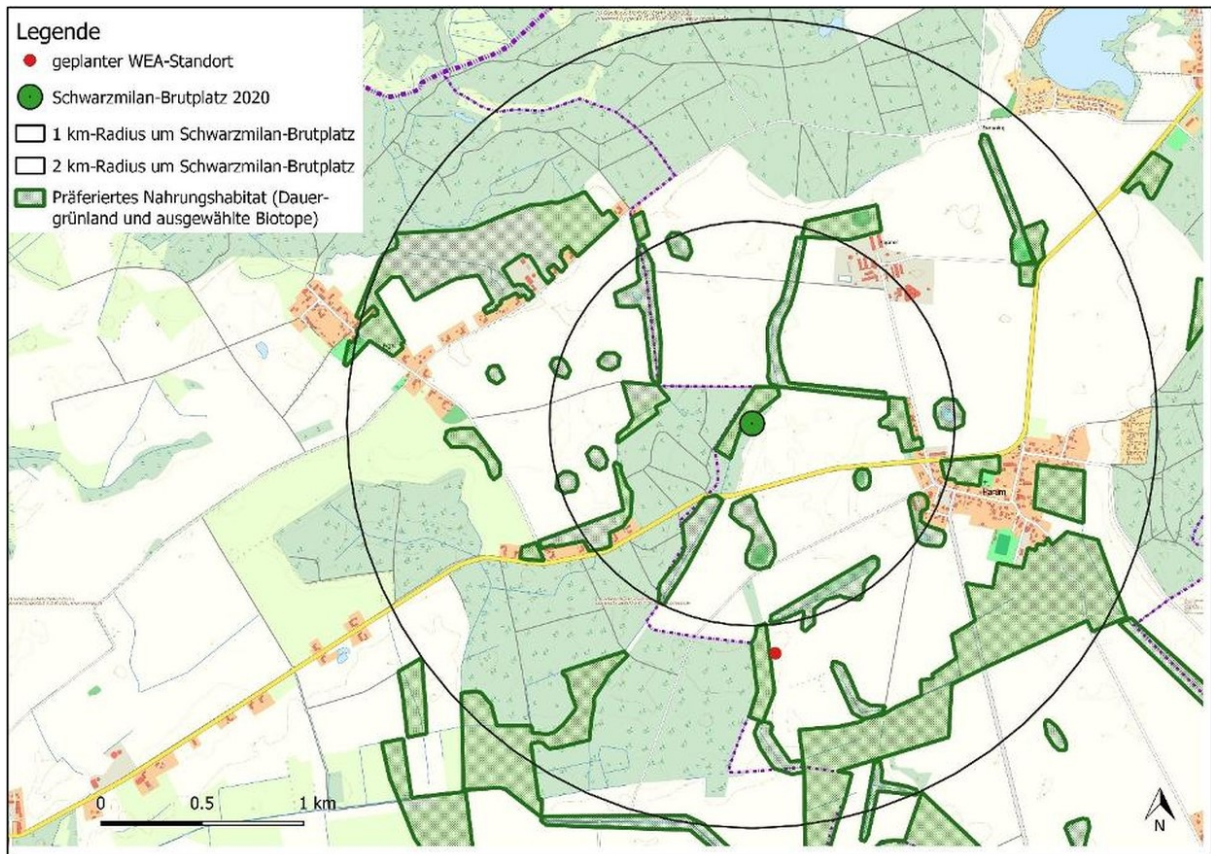 Legende
geplanter WEA-Standort
Schwarzmilan-Brutplatz 2020
1 km-Radius um Schwarzmilan-Brutplatz
2 km-Radius um Schwarzmilan-Brutplatz
Präferiertes Nahrungshabitat (Dauer-
grünland und ausgewählte Biotope)
0 0.5 1 km
N